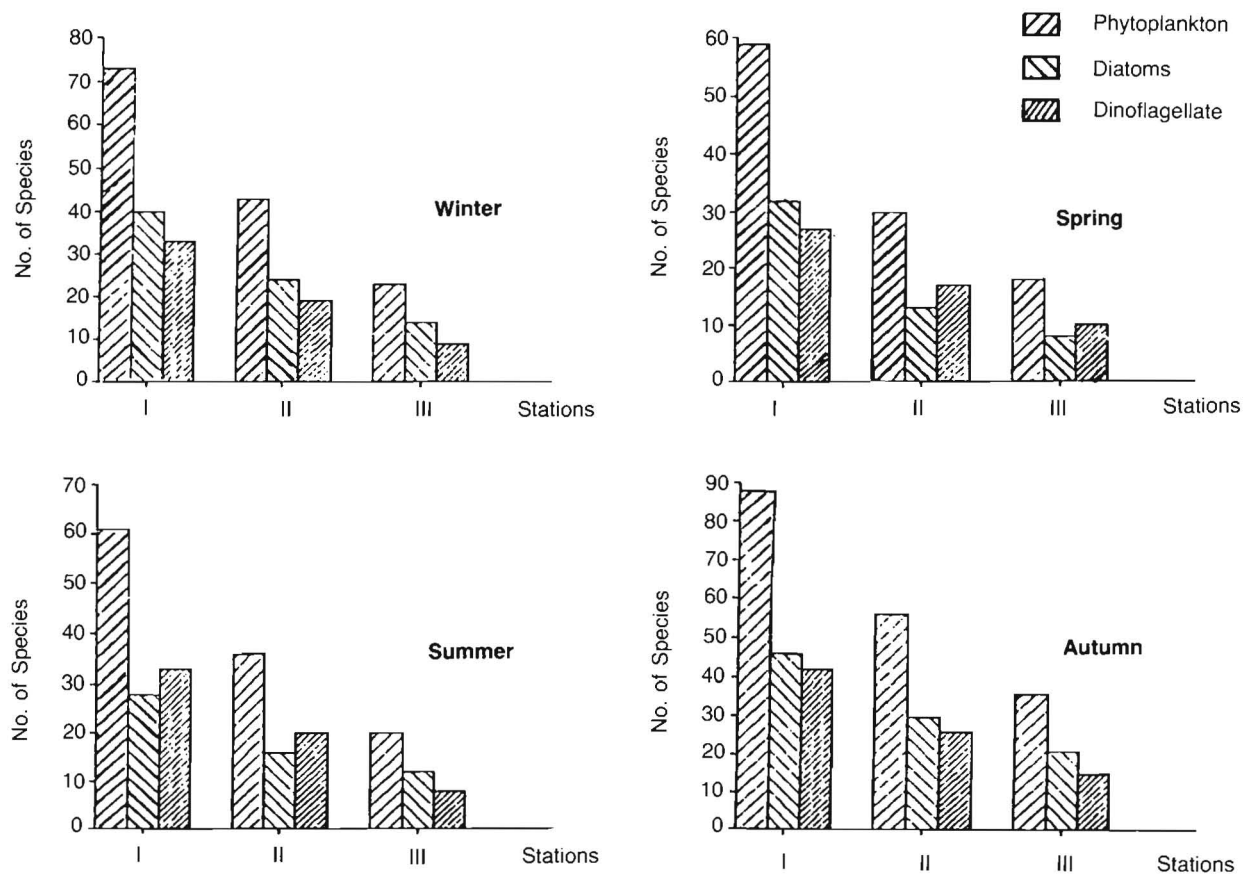 80
70
60
50
40
30
20
10
0
No. of Species
Winter
I II III Stations
60
50
40
30
20
10
0
No. of Species
Spring
I II III Stations
Phytoplankton
Diatoms
Dinoflagellate
70
60
50
40
30
20
10
0
No. of Species
Summer
I II III Stations
90
80
70
60
50
40
30
20
10
0
No. of Species
Autumn
I II III Stations